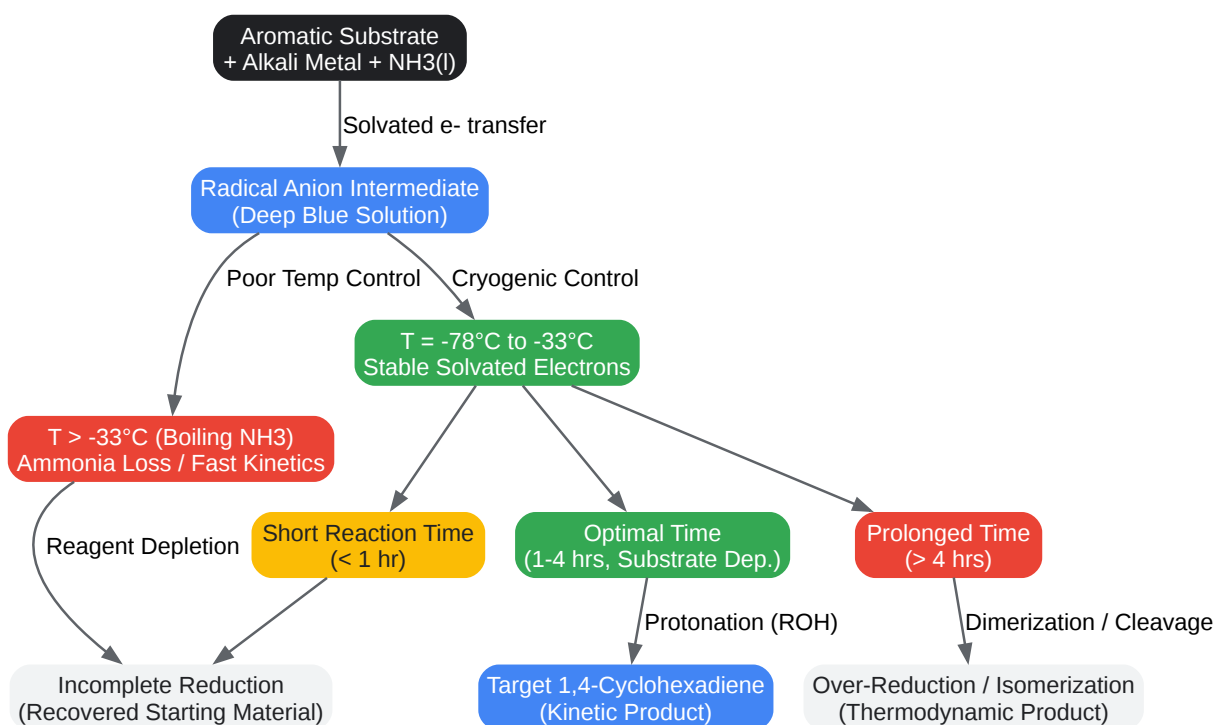 Aromatic Substrate
+ Alkali Metal + NH3(l)
Solvated e- transfer
Radical Anion Intermediate
(Deep Blue Solution)
Poor Temp Control
Cryogenic Control
T = -78°C to -33°C
Stable Solvated Electrons
T > -33°C (Boiling NH3)
Ammonia Loss / Fast Kinetics
Reagent Depletion
Short Reaction Time
(< 1 hr)
Optimal Time
(1-4 hrs, Substrate Dep.)
Prolonged Time
(> 4 hrs)
Protonation (ROH)
Dimerization / Cleavage
Incomplete Reduction
(Recovered Starting Material)
Target 1,4-Cyclohexadiene
(Kinetic Product)
Over-Reduction / Isomerization
(Thermodynamic Product)